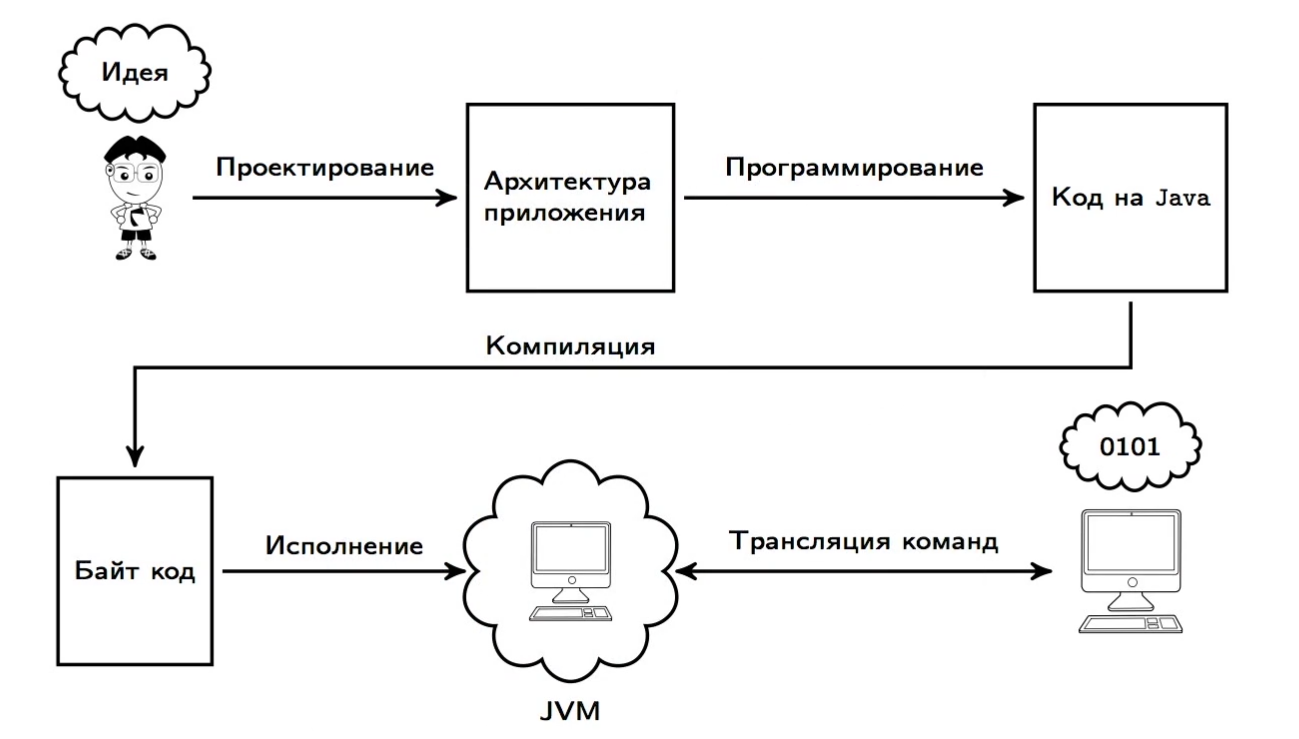 Идея
Проектирование
Архитектура
приложения
Программирование
Код на Java
Компиляция
0101
Байт код
Исполнение
Трансляция команд
JVM